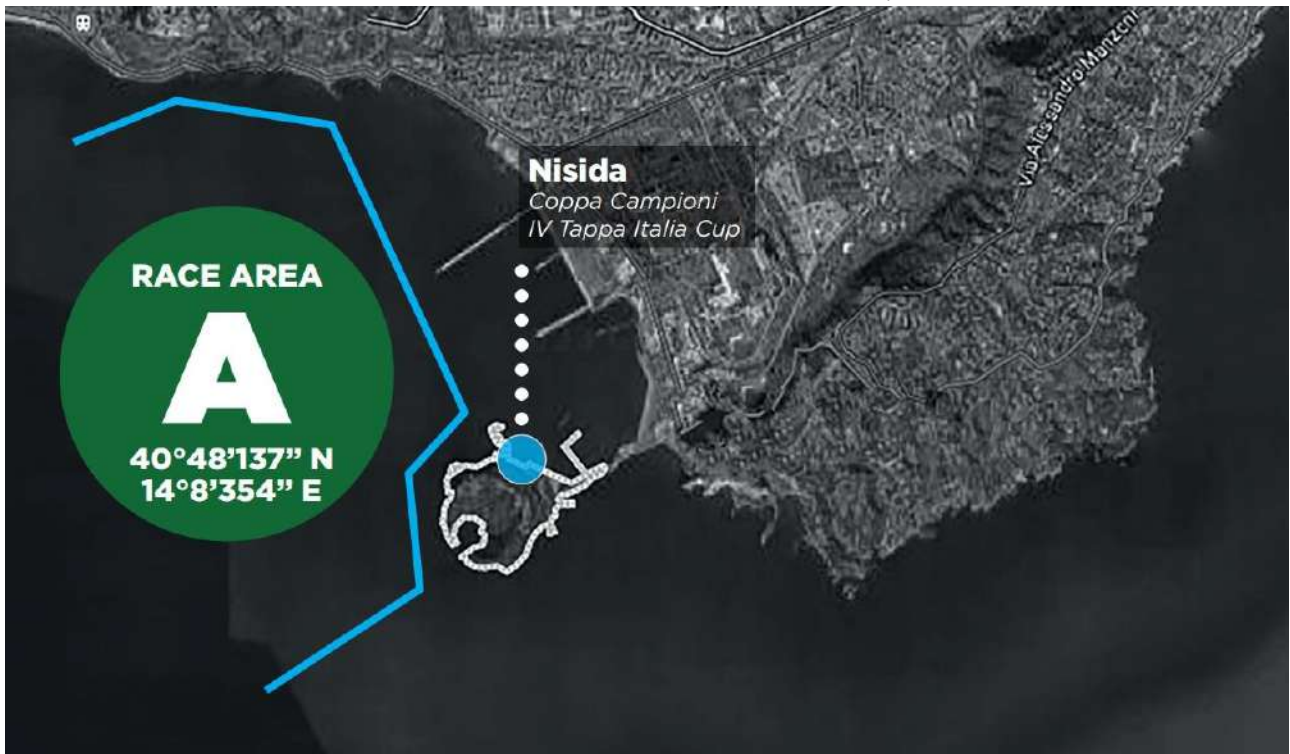 Nisida
Coppa Campioni
IV Tappa Italia Cup
RACE AREA
A
40°48'137” N
14°8'354” E
Via Alessandro Manzoni